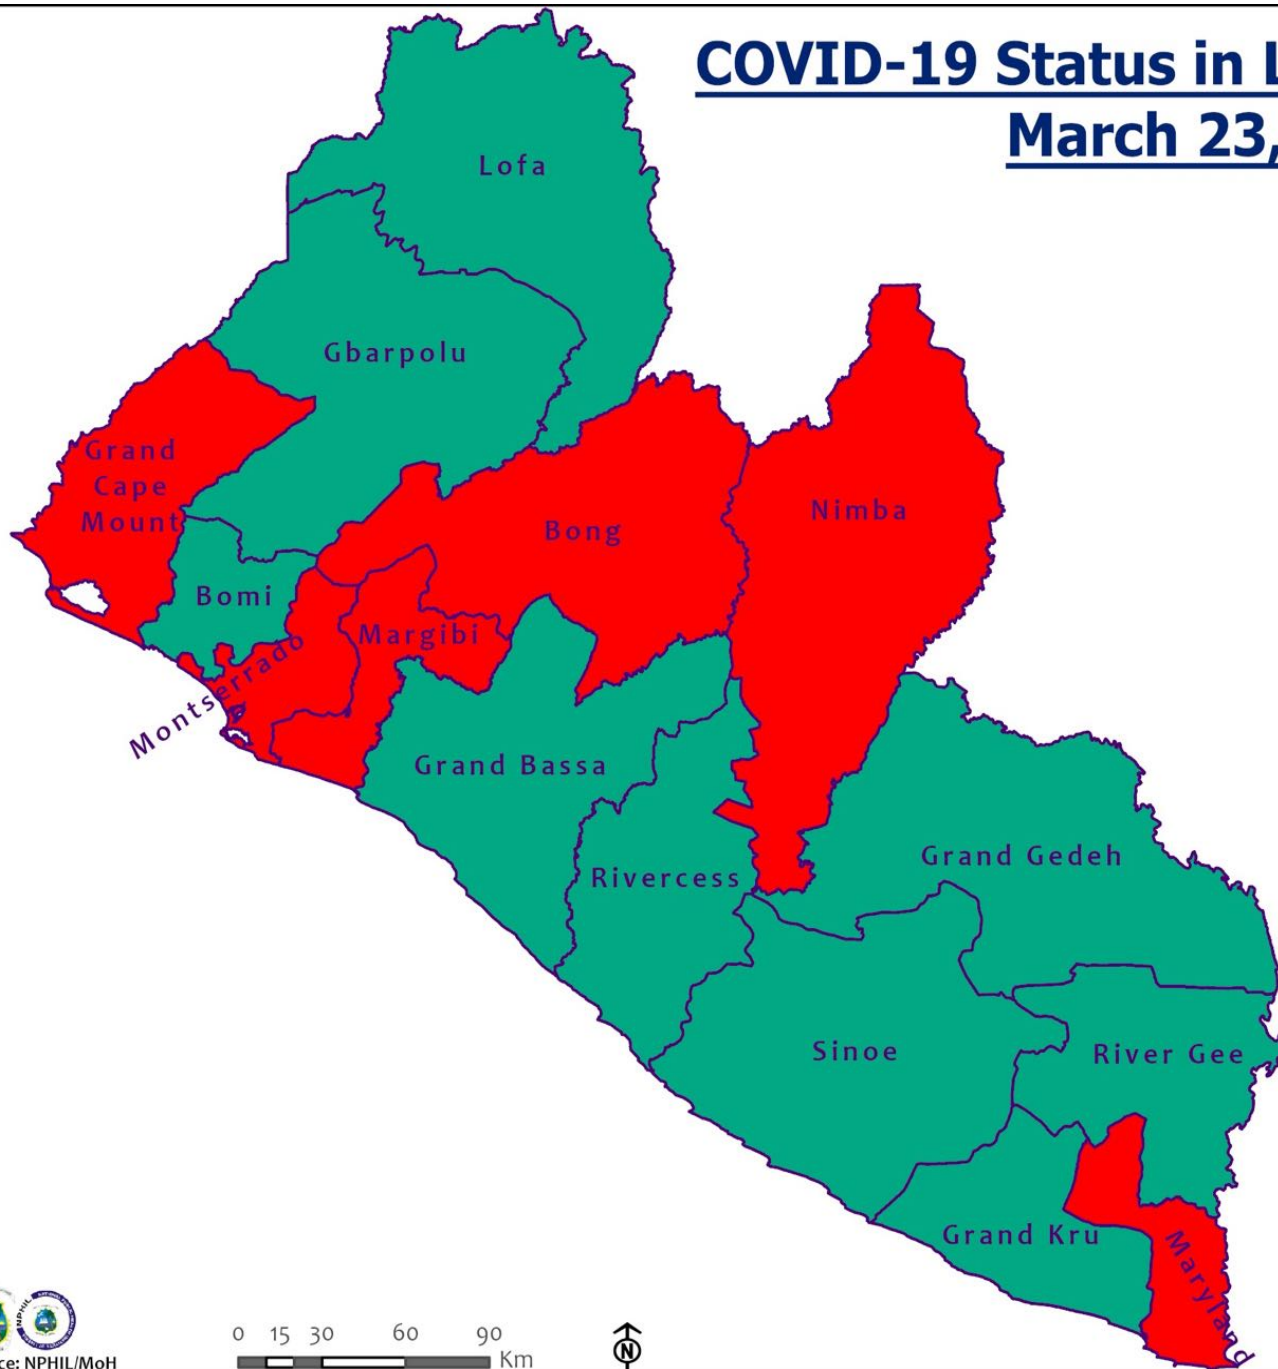 COVID-19 Status in L
March 23,
Lofa
Gbarpolu
Grand
Cape
Mount
Nimba
Bong
Bomi
Margibi
Montserrado
Grand Bassa
Grand Gedeh
Rivercess
Sinoe
River Gee
Grand Kru
Maryland
NPHIL
0 15 30 60 90
Km
N
ce: NPHIL/MoH